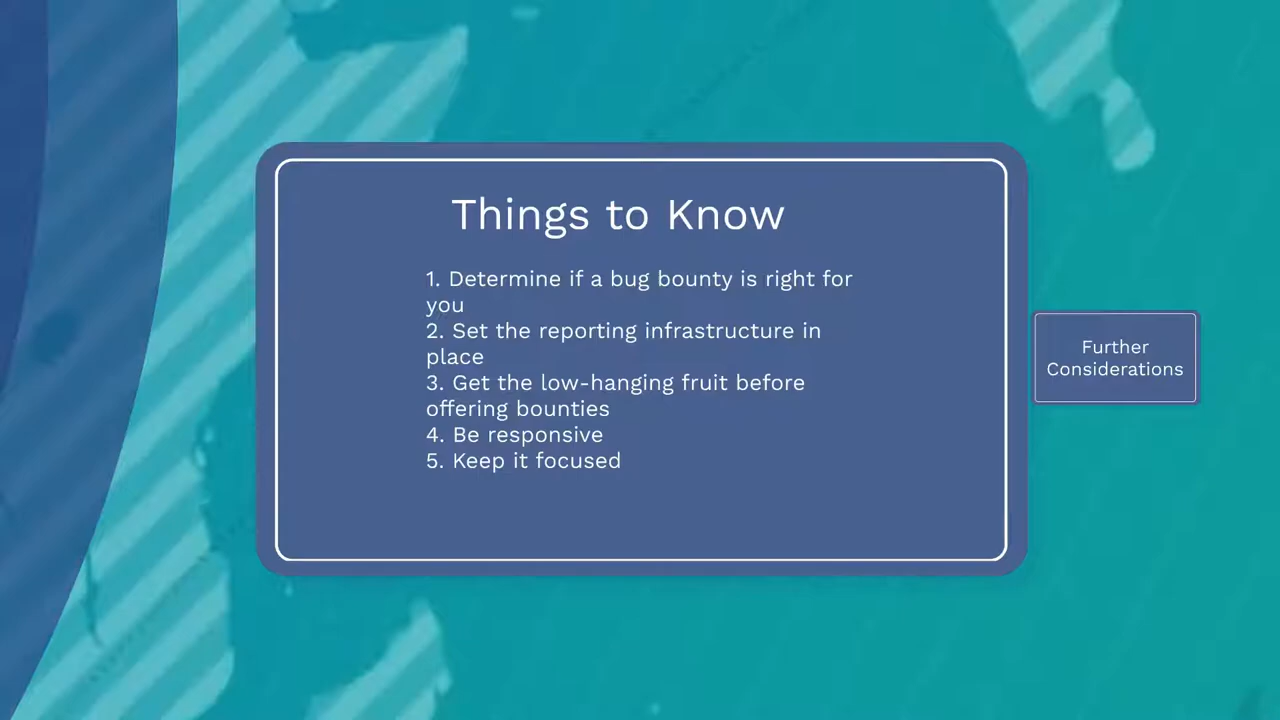 Things to Know
1. Determine if a bug bounty is right for
you
2. Set the reporting infrastructure in
place
3. Get the low-hanging fruit before
offering bounties
4. Be responsive
5. Keep it focused
Further
Considerations